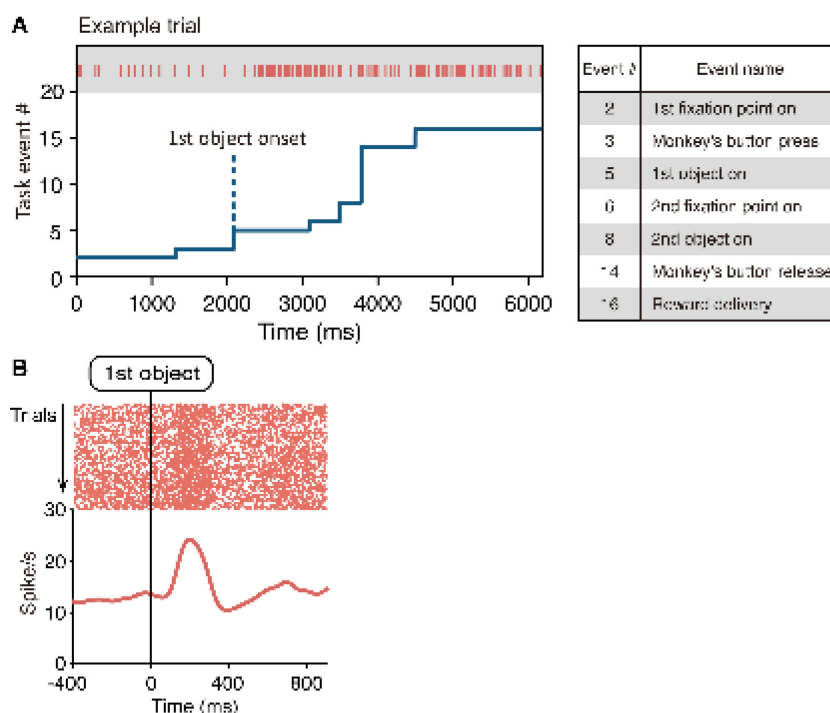 A
Example trial
20
15
10
5
0
Task event #
1st object onset
0 1000 2000 3000 4000 5000 6000
Time (ms)
Event # Event name
2 1st fixation point on
3 Monkey's button press
5 1st object on
6 2nd fixation point on
8 2nd object on
14 Monkey's button release
16 Reward delivery
B
1st object
Trials
30
20
10
0
Spike/s
-400 0 400 800
Time (ms)